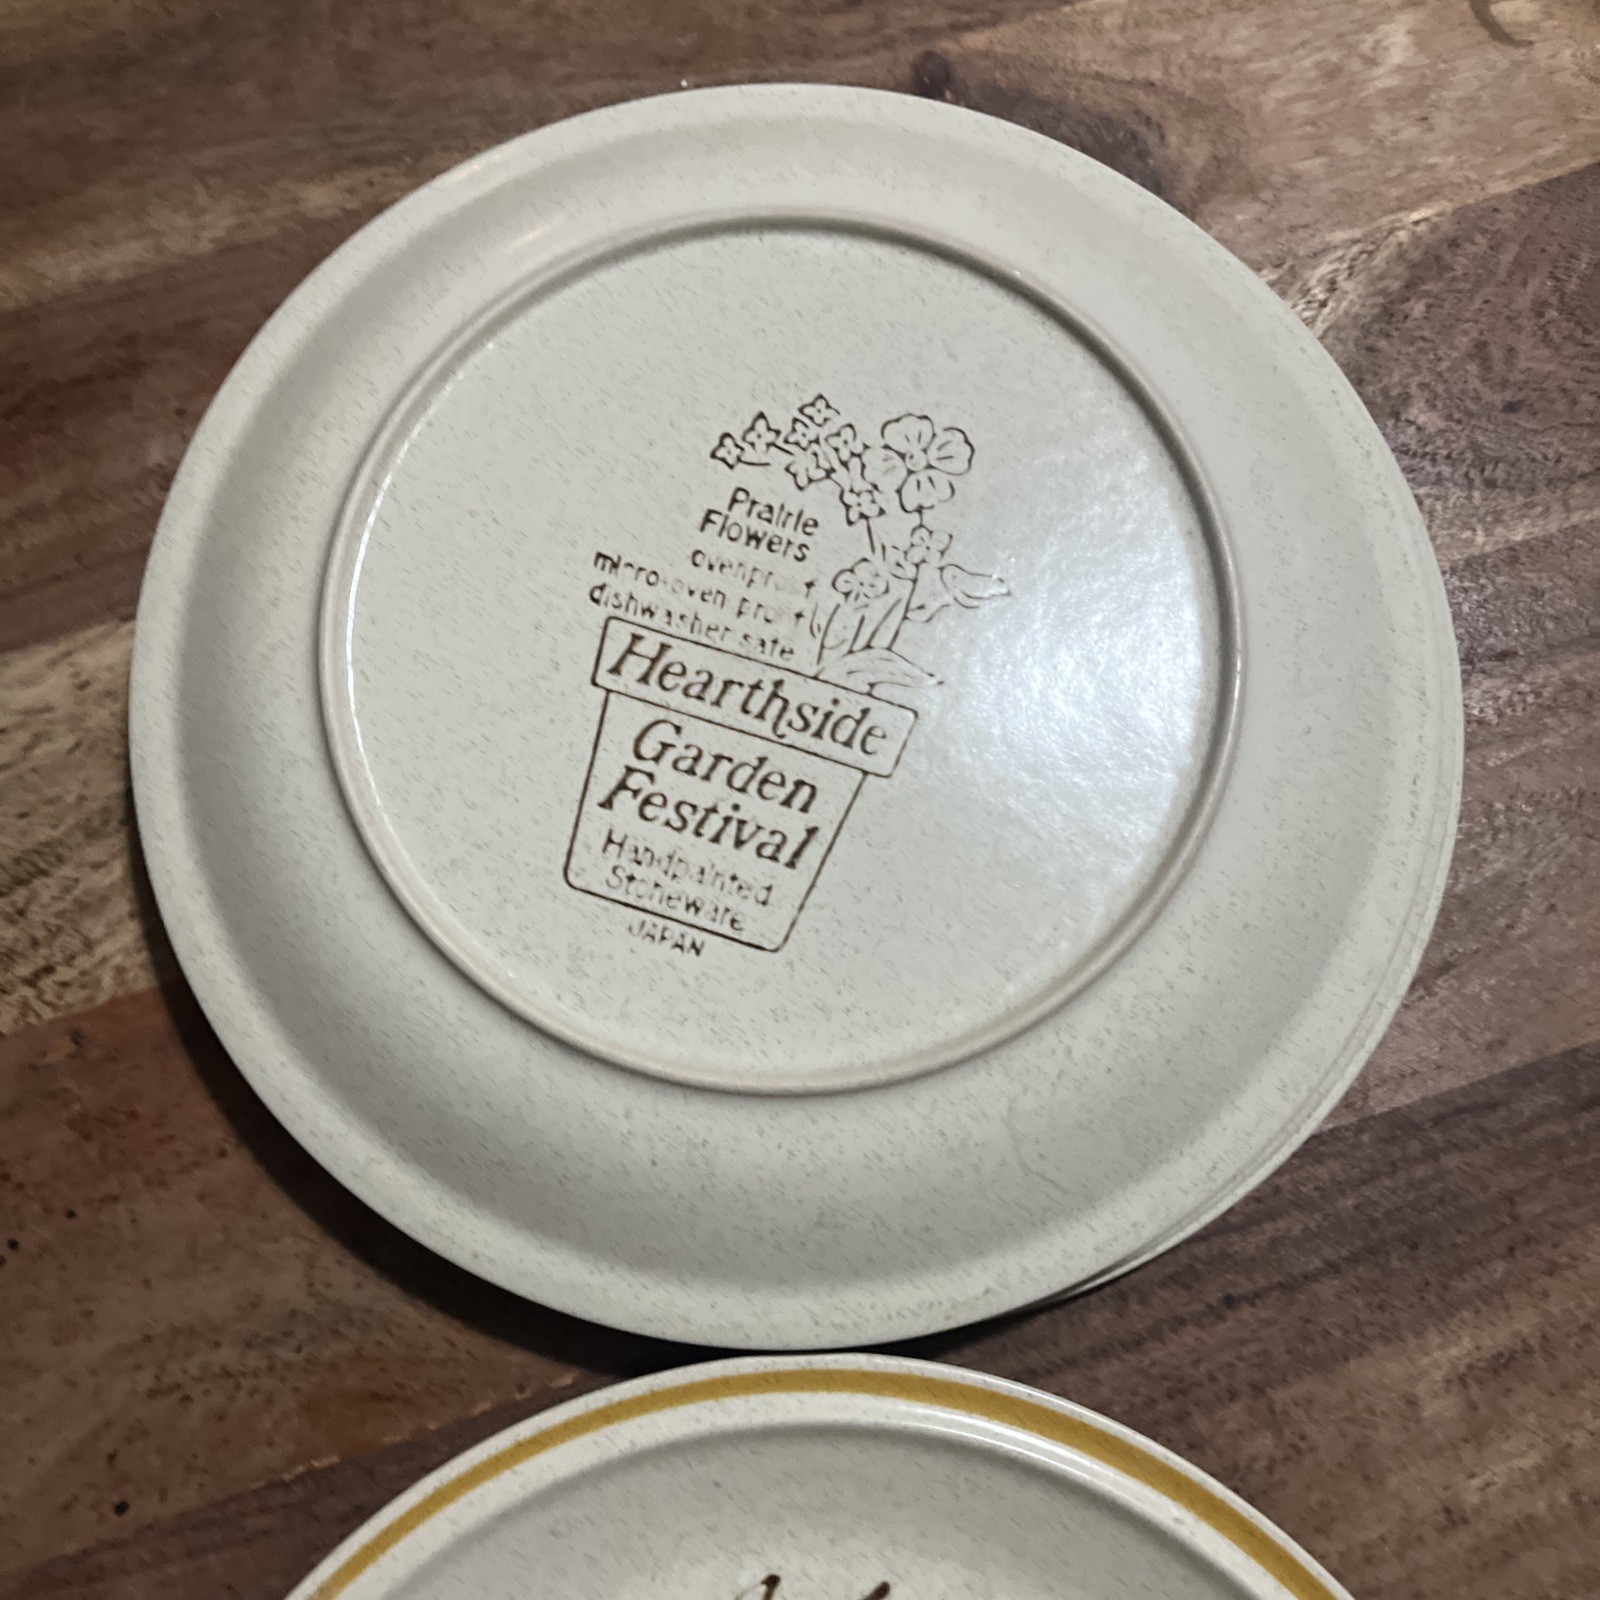 Prairie
Flowers
ovenproof
micro-oven proof
dishwasher safe
Hearthside
Garden
Festival
Handpainted
Stoneware
JAPAN